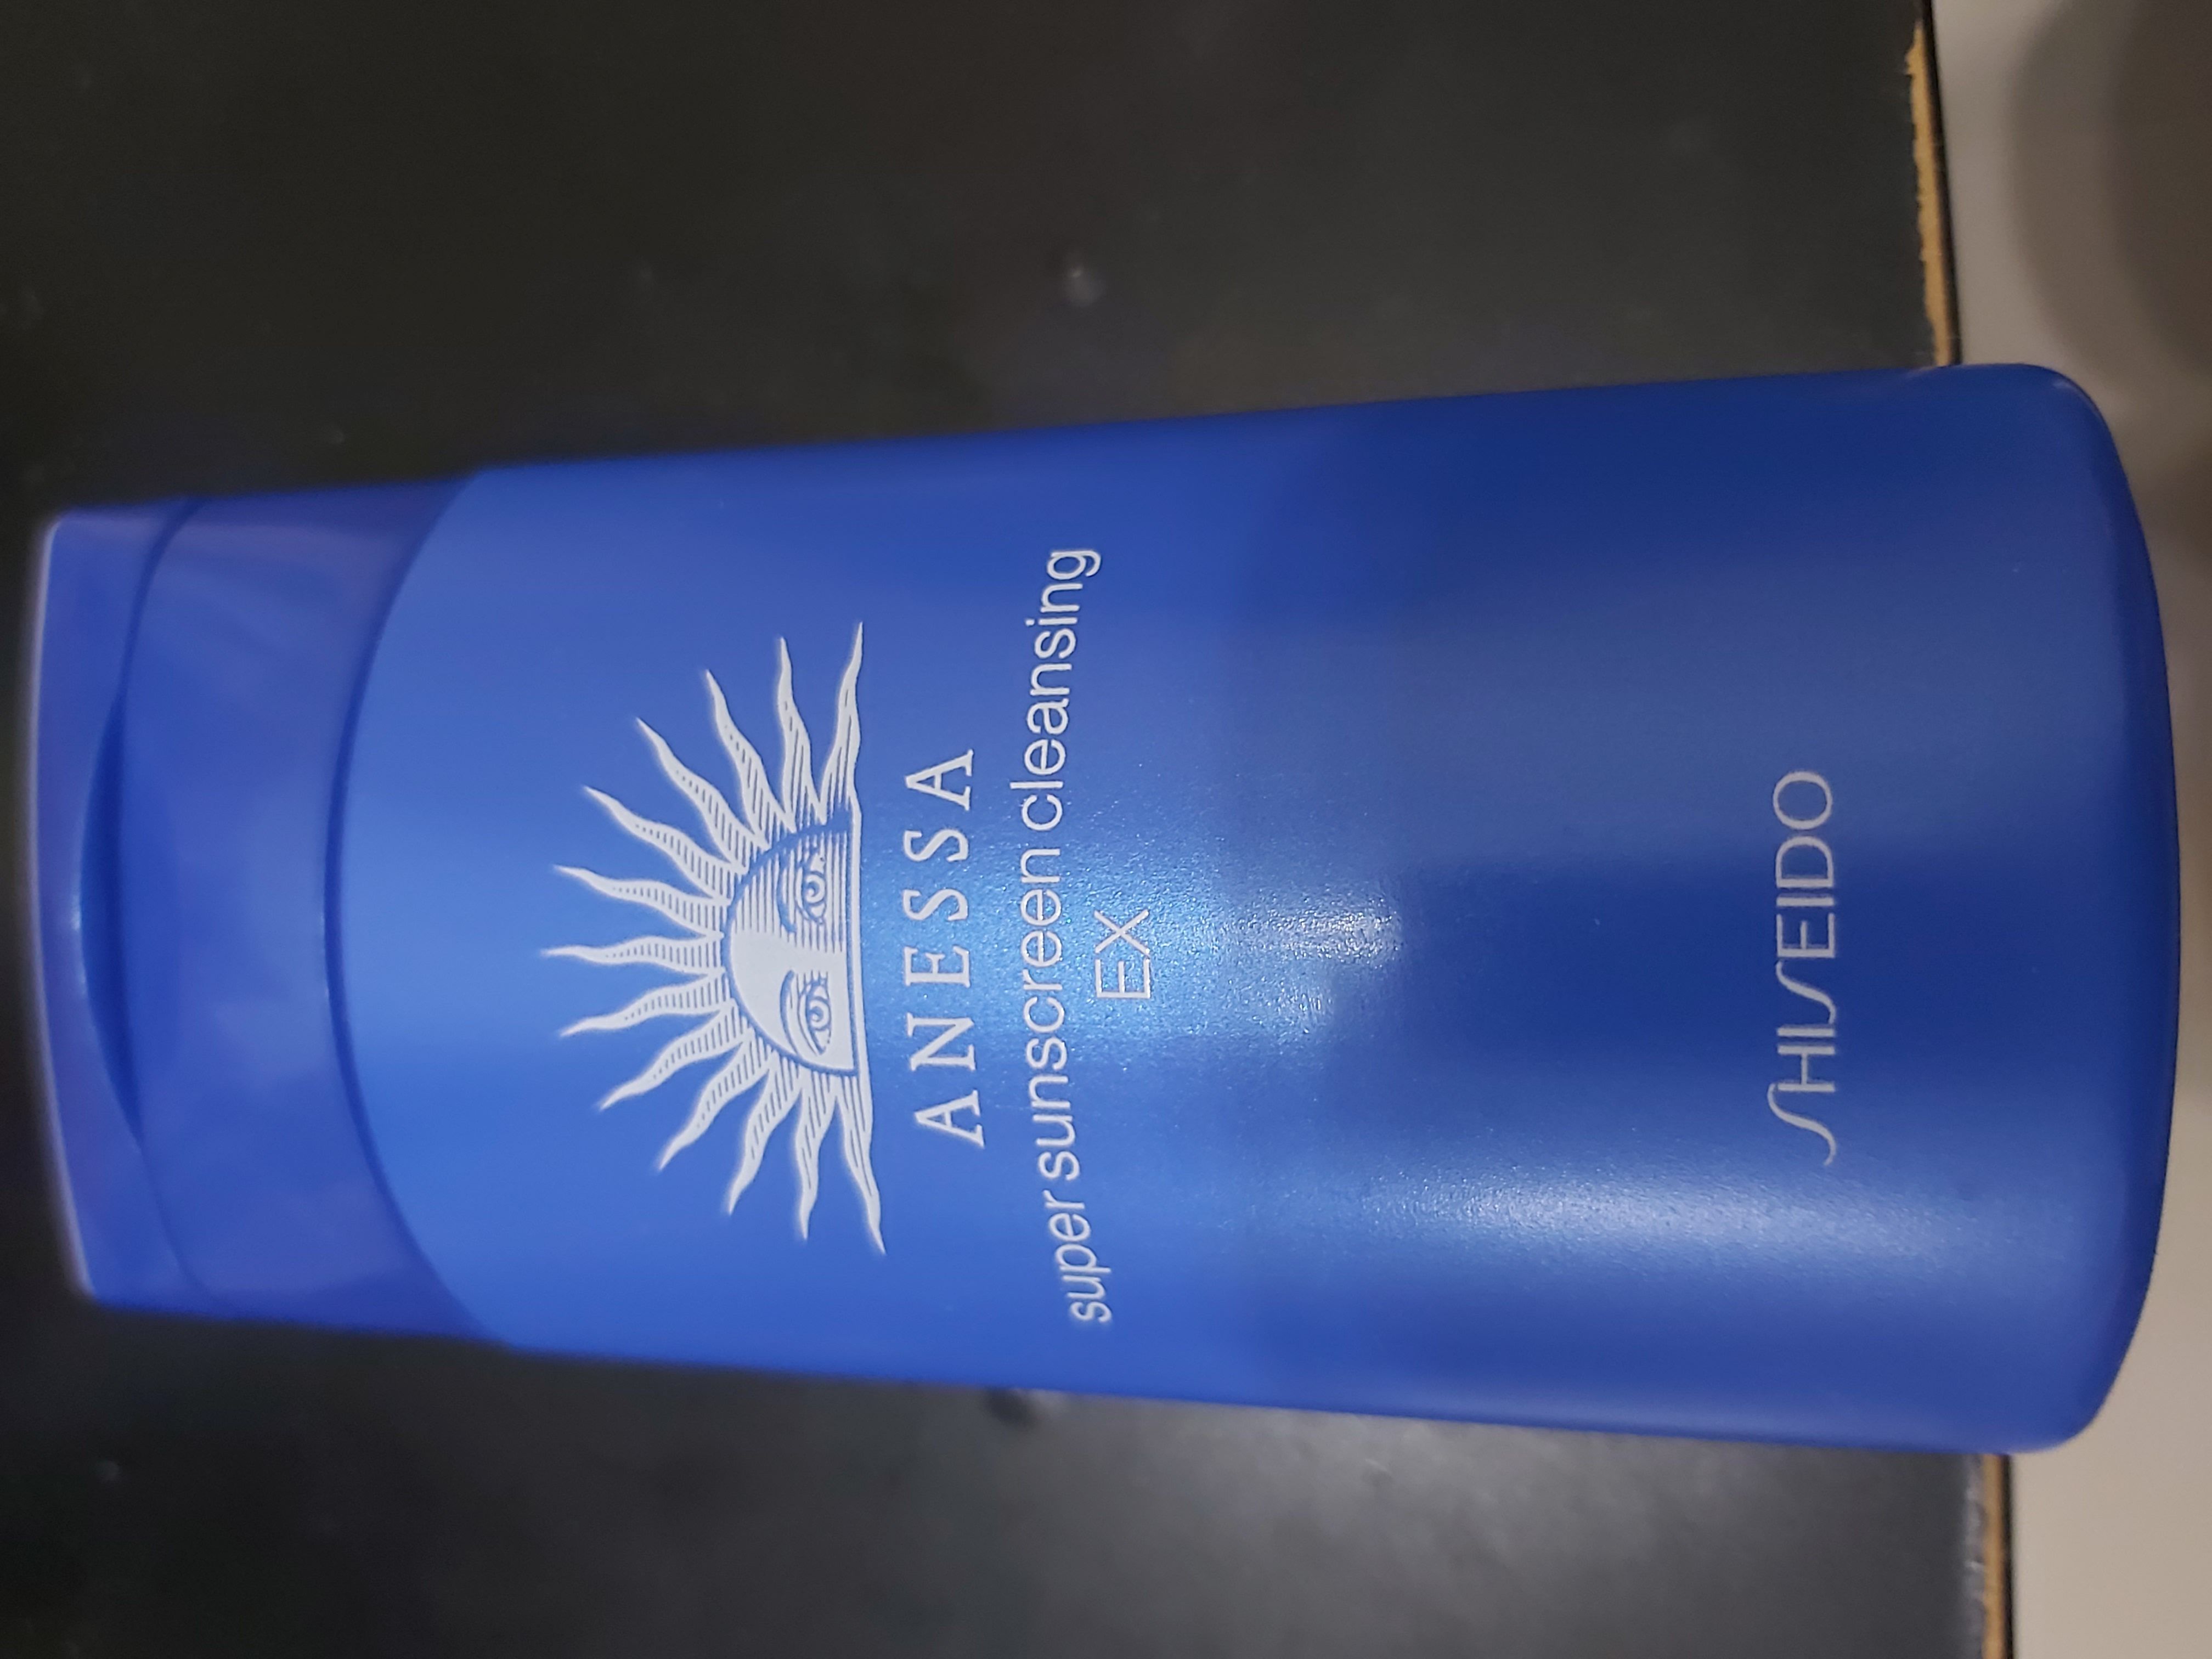 ANESSA
super sunscreen cleansing
EX
SHISEIDO